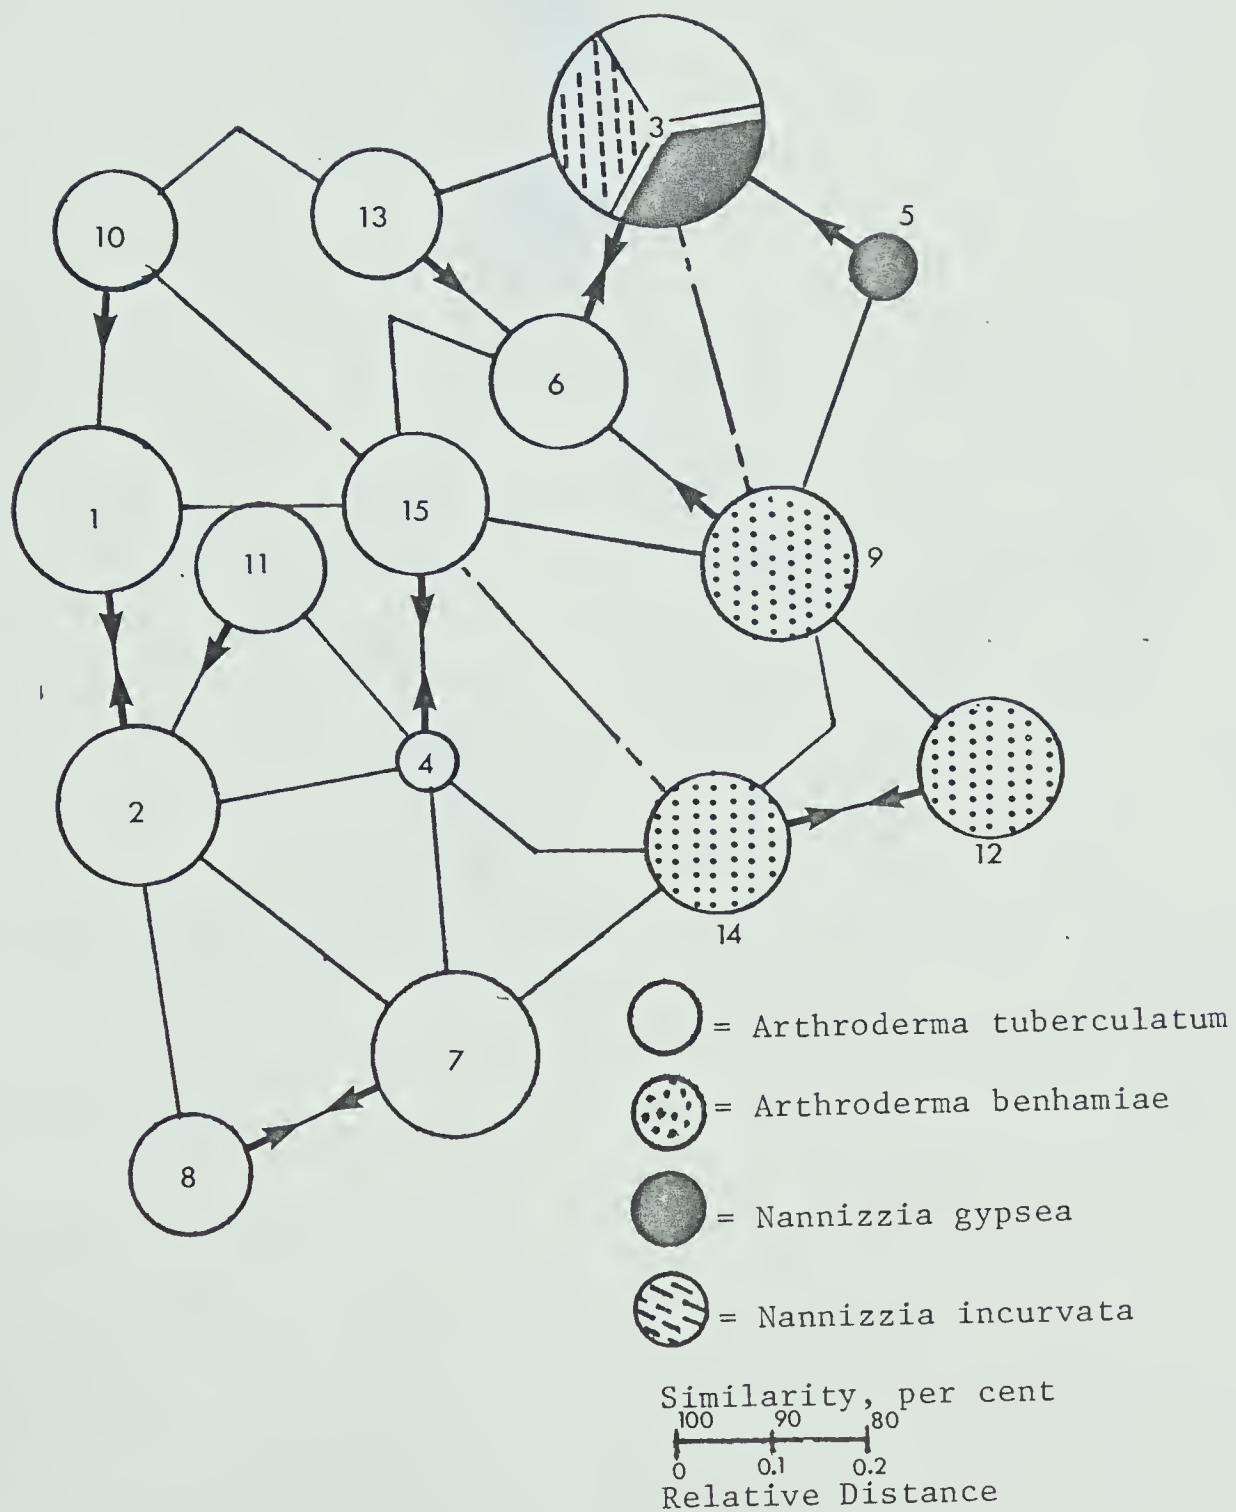 3
5
13
10
6
1
15
11
9
4
2
12
14
7
8
= Arthroderma tuberculatum
= Arthroderma benhamiae
= Nannizzia gypsea
= Nannizzia incurvata
Similarity, per cent
100 90 80
0 0.1 0.2
Relative Distance